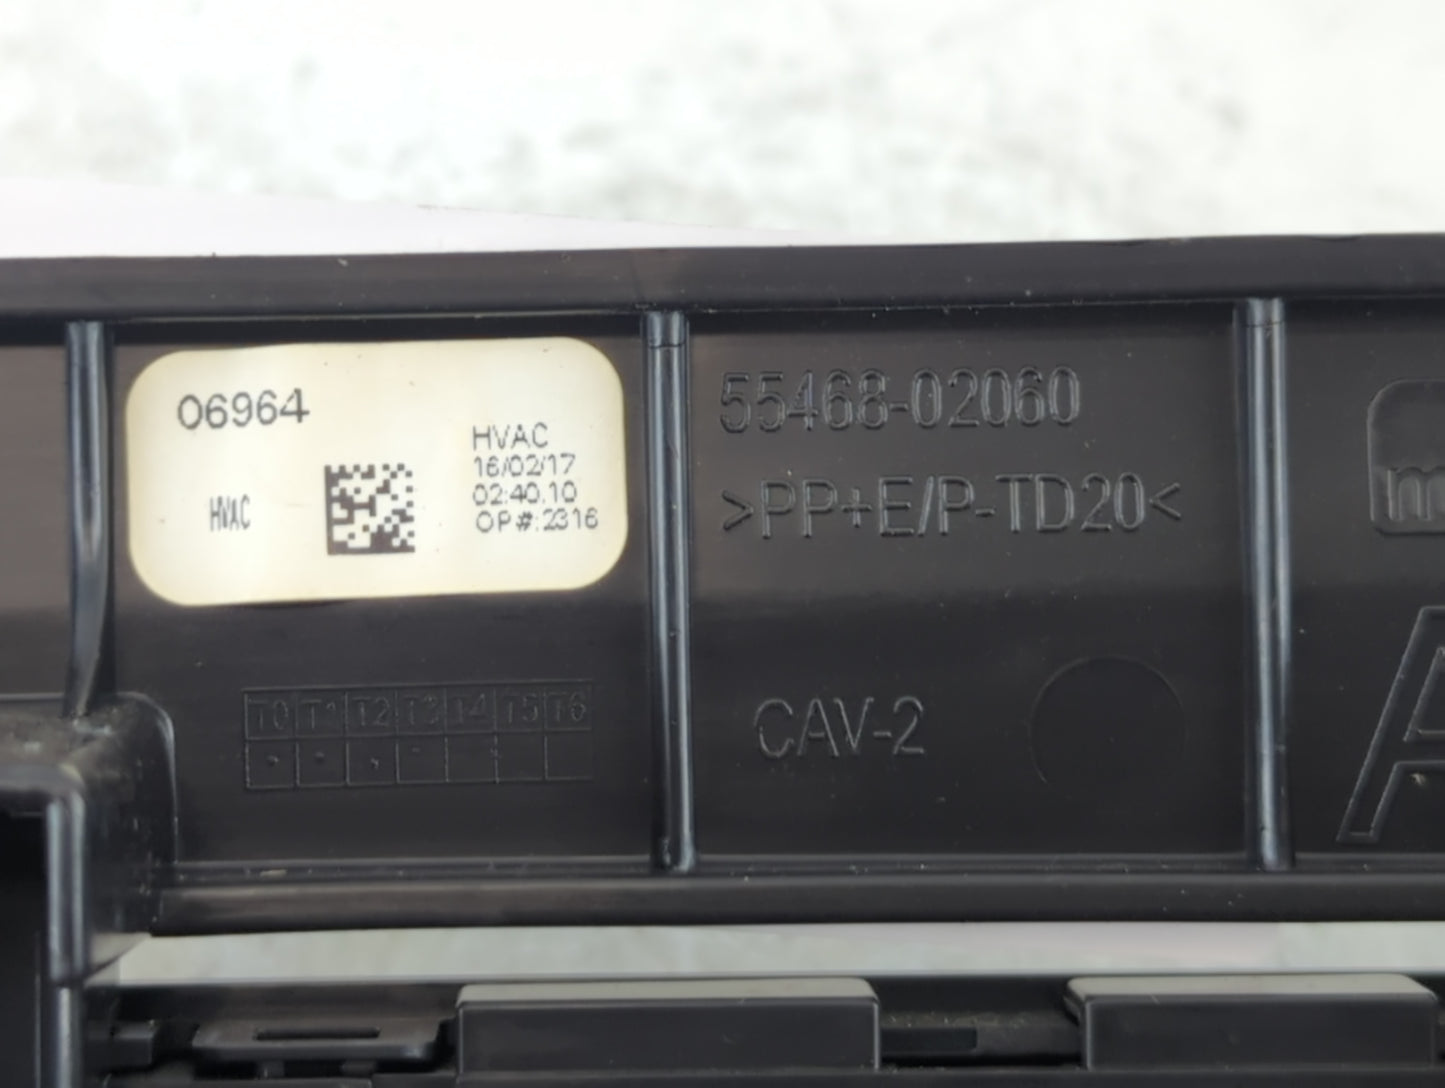 06964
HVAC
HVAC
16/02/17
02:40.10
OP#:2316
55468-02060
>PP+E/P-TD20<
T0 T1 T2 T3 T4 T5 T6
CAV-2